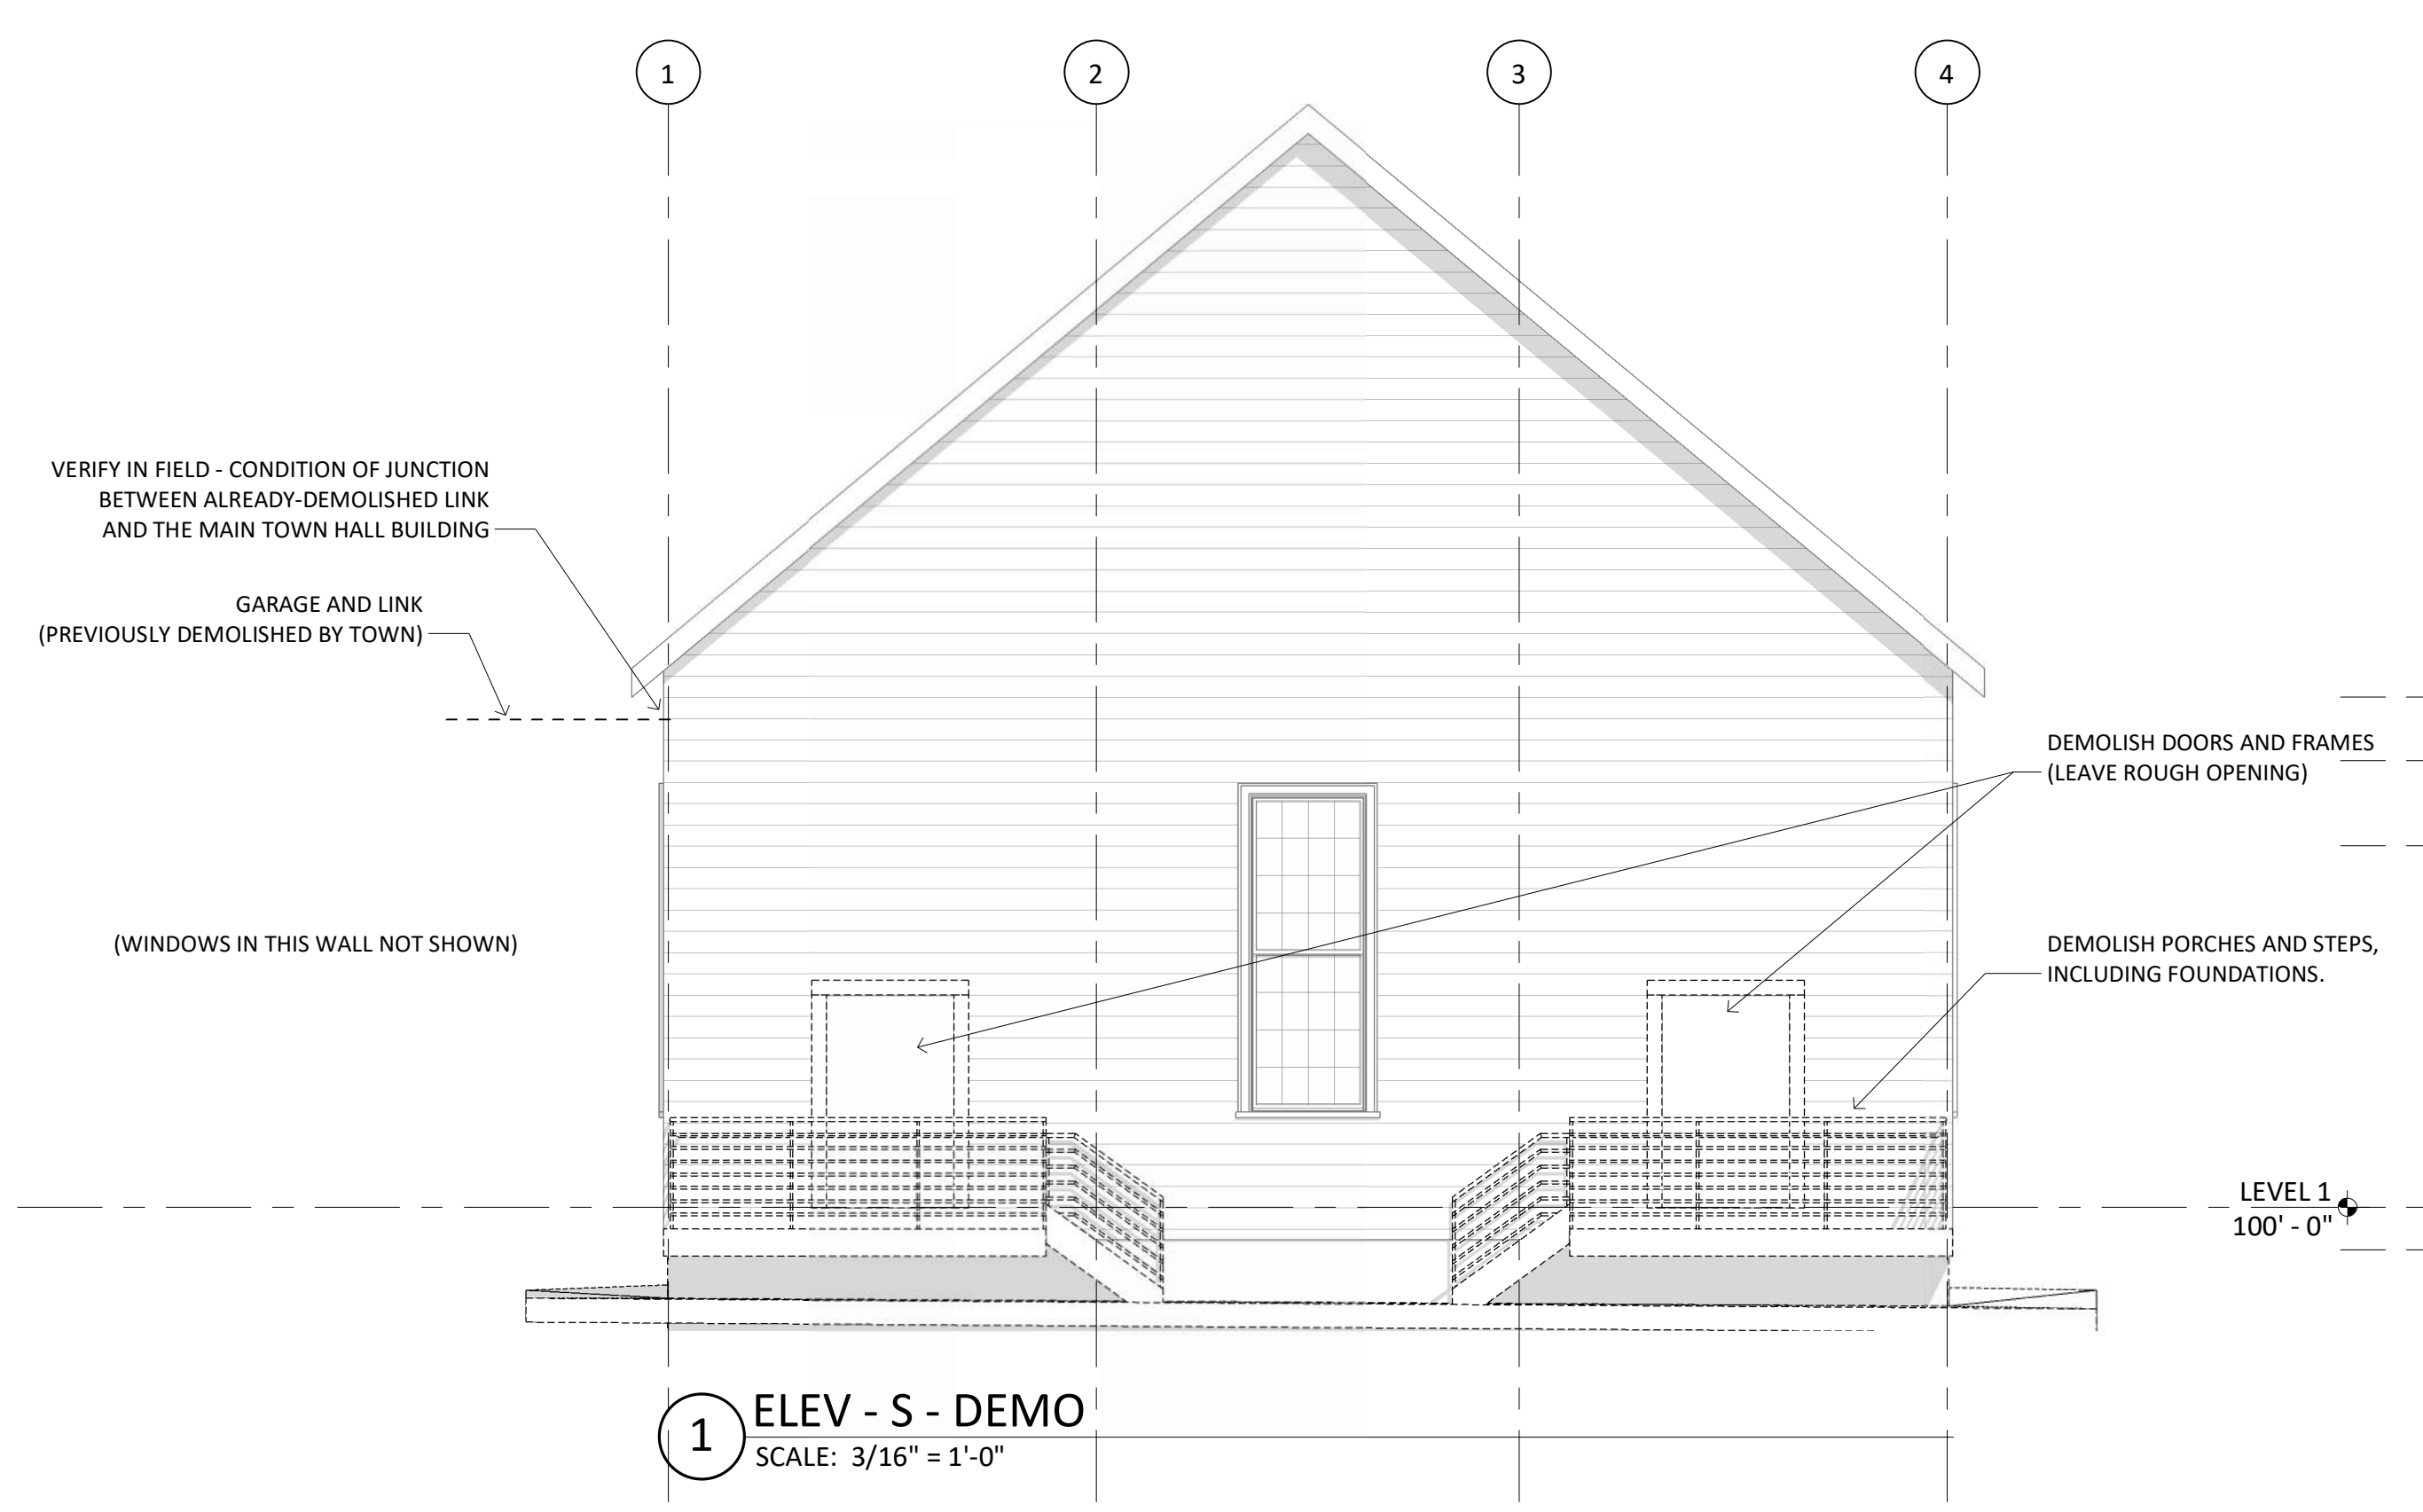 1
2
3
4
VERIFY IN FIELD - CONDITION OF JUNCTION
BETWEEN ALREADY-DEMOLISHED LINK
AND THE MAIN TOWN HALL BUILDING
GARAGE AND LINK
(PREVIOUSLY DEMOLISHED BY TOWN)
DEMOLISH DOORS AND FRAMES
(LEAVE ROUGH OPENING)
(WINDOWS IN THIS WALL NOT SHOWN)
DEMOLISH PORCHES AND STEPS,
INCLUDING FOUNDATIONS.
LEVEL 1
100' - 0"
1
ELEV - S - DEMO
SCALE: 3/16" = 1'-0"